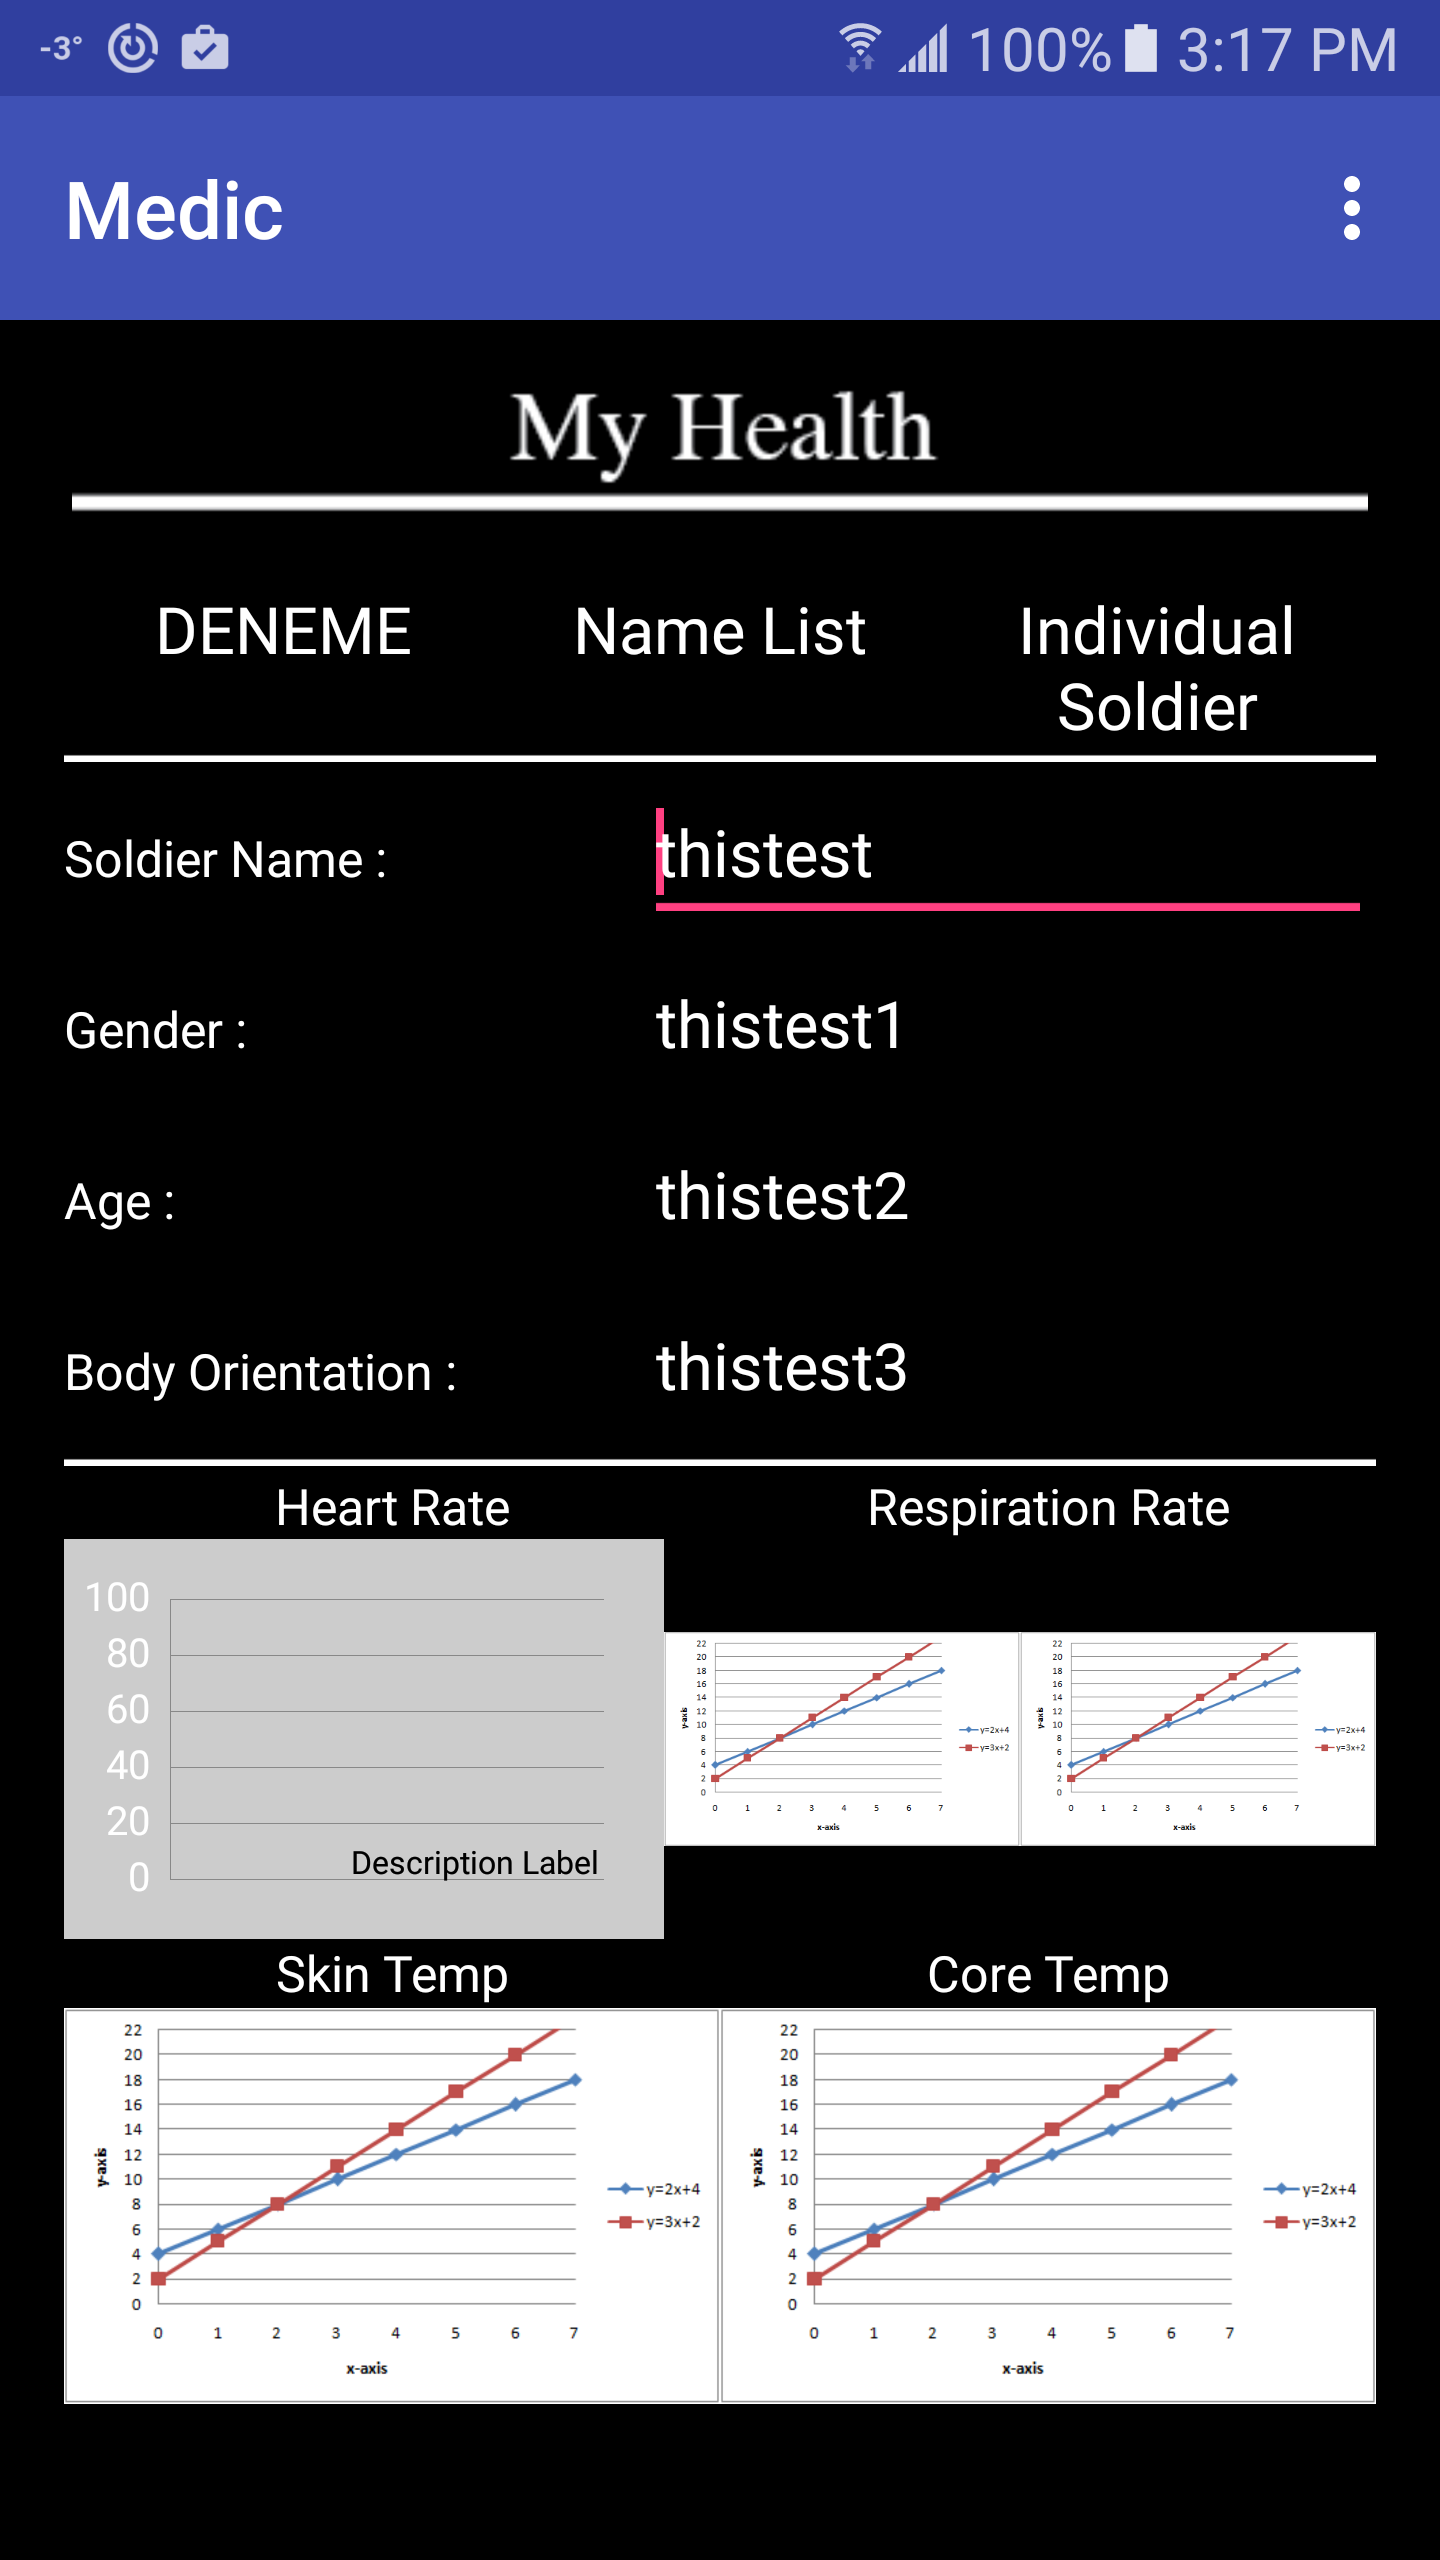 -3° 100% 3:17 PM
Medic
My Health
DENEME Name List Individual Soldier
Soldier Name : thistest
Gender : thistest1
Age : thistest2
Body Orientation : thistest3
Heart Rate Respiration Rate
100
80
60
40
20
0
Description Label
22
20
18
16
14
12
10
8
6
4
2
0
y-axis
0 1 2 3 4 5 6 7
x-axis
y=2x+4
y=3x+2
22
20
18
16
14
12
10
8
6
4
2
0
y-axis
0 1 2 3 4 5 6 7
x-axis
y=2x+4
y=3x+2
Skin Temp Core Temp
22
20
18
16
14
12
10
8
6
4
2
0
y-axis
0 1 2 3 4 5 6 7
x-axis
y=2x+4
y=3x+2
22
20
18
16
14
12
10
8
6
4
2
0
y-axis
0 1 2 3 4 5 6 7
x-axis
y=2x+4
y=3x+2